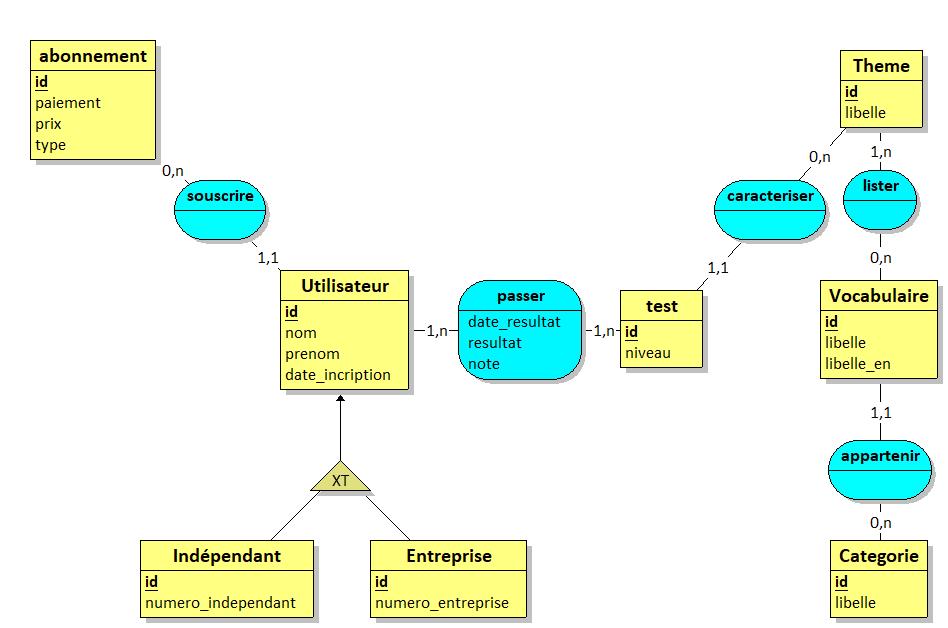 abonnement
id
paiement
prix
type
0,n
souscrire
1,1
Utilisateur
id
nom
prenom
date_incription
1,n
passer
date_resultat
resultat
note
1,n
test
id
niveau
1,1
caracteriser
0,n
Theme
id
libelle
1,n
lister
0,n
Vocabulaire
id
libelle
libelle_en
1,1
appartenir
0,n
Categorie
id
libelle
XT
Indépendant
id
numero_independant
Entreprise
id
numero_entreprise